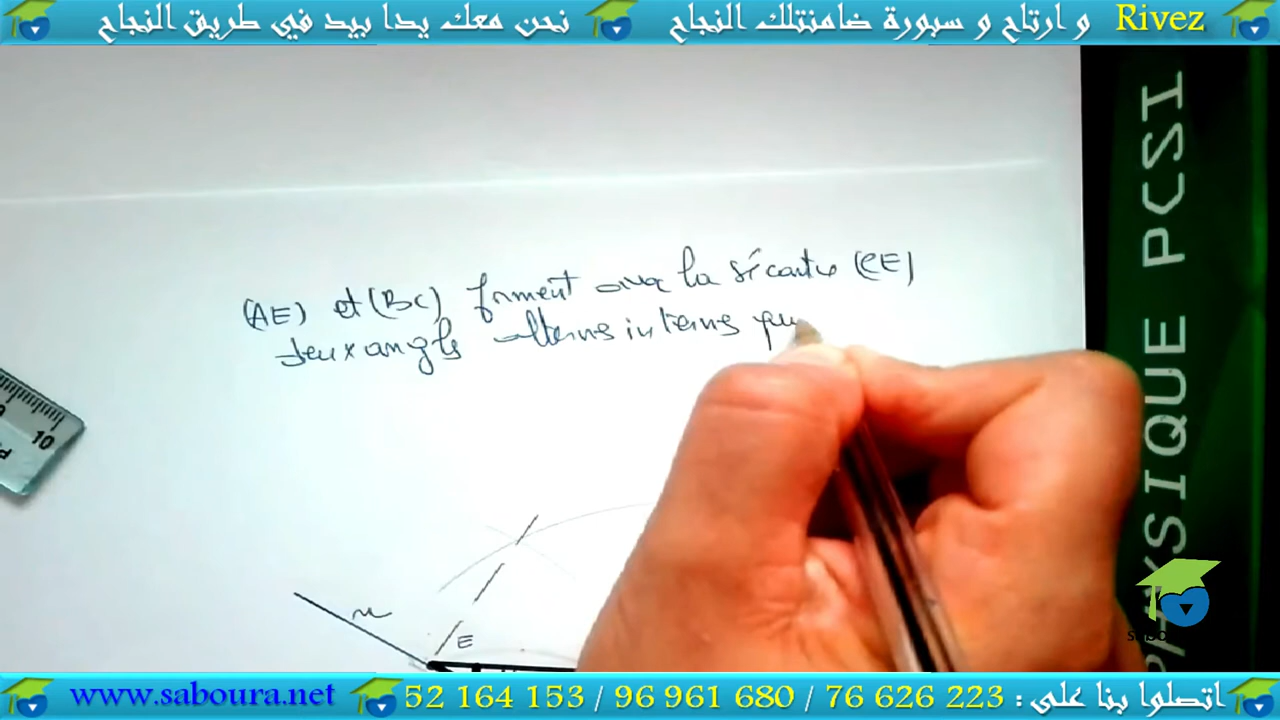 نحن معك يدا بيد في طريق النجاح
و ارتاح و سبورة ضامنتلك النجاح Rivez
(AE) et (BC) forment avec la sécante (CE)
deux angles alternes internes qu
10
x
E
PHYSIQUE PCSI
www.saboura.net
52 164 153 / 96 961 680 / 76 626 223 : اتصلوا بنا على